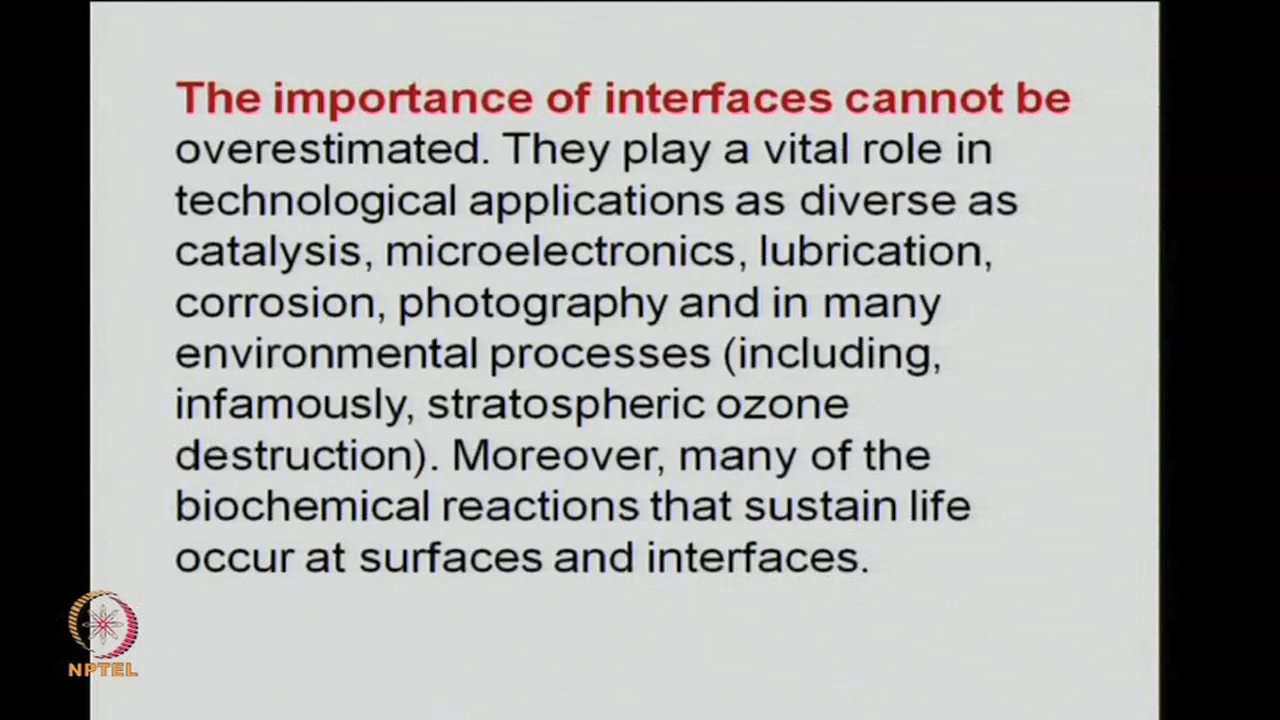 The importance of interfaces cannot be
overestimated. They play a vital role in
technological applications as diverse as
catalysis, microelectronics, lubrication,
corrosion, photography and in many
environmental processes (including,
infamously, stratospheric ozone
destruction). Moreover, many of the
biochemical reactions that sustain life
occur at surfaces and interfaces.
NPTEL